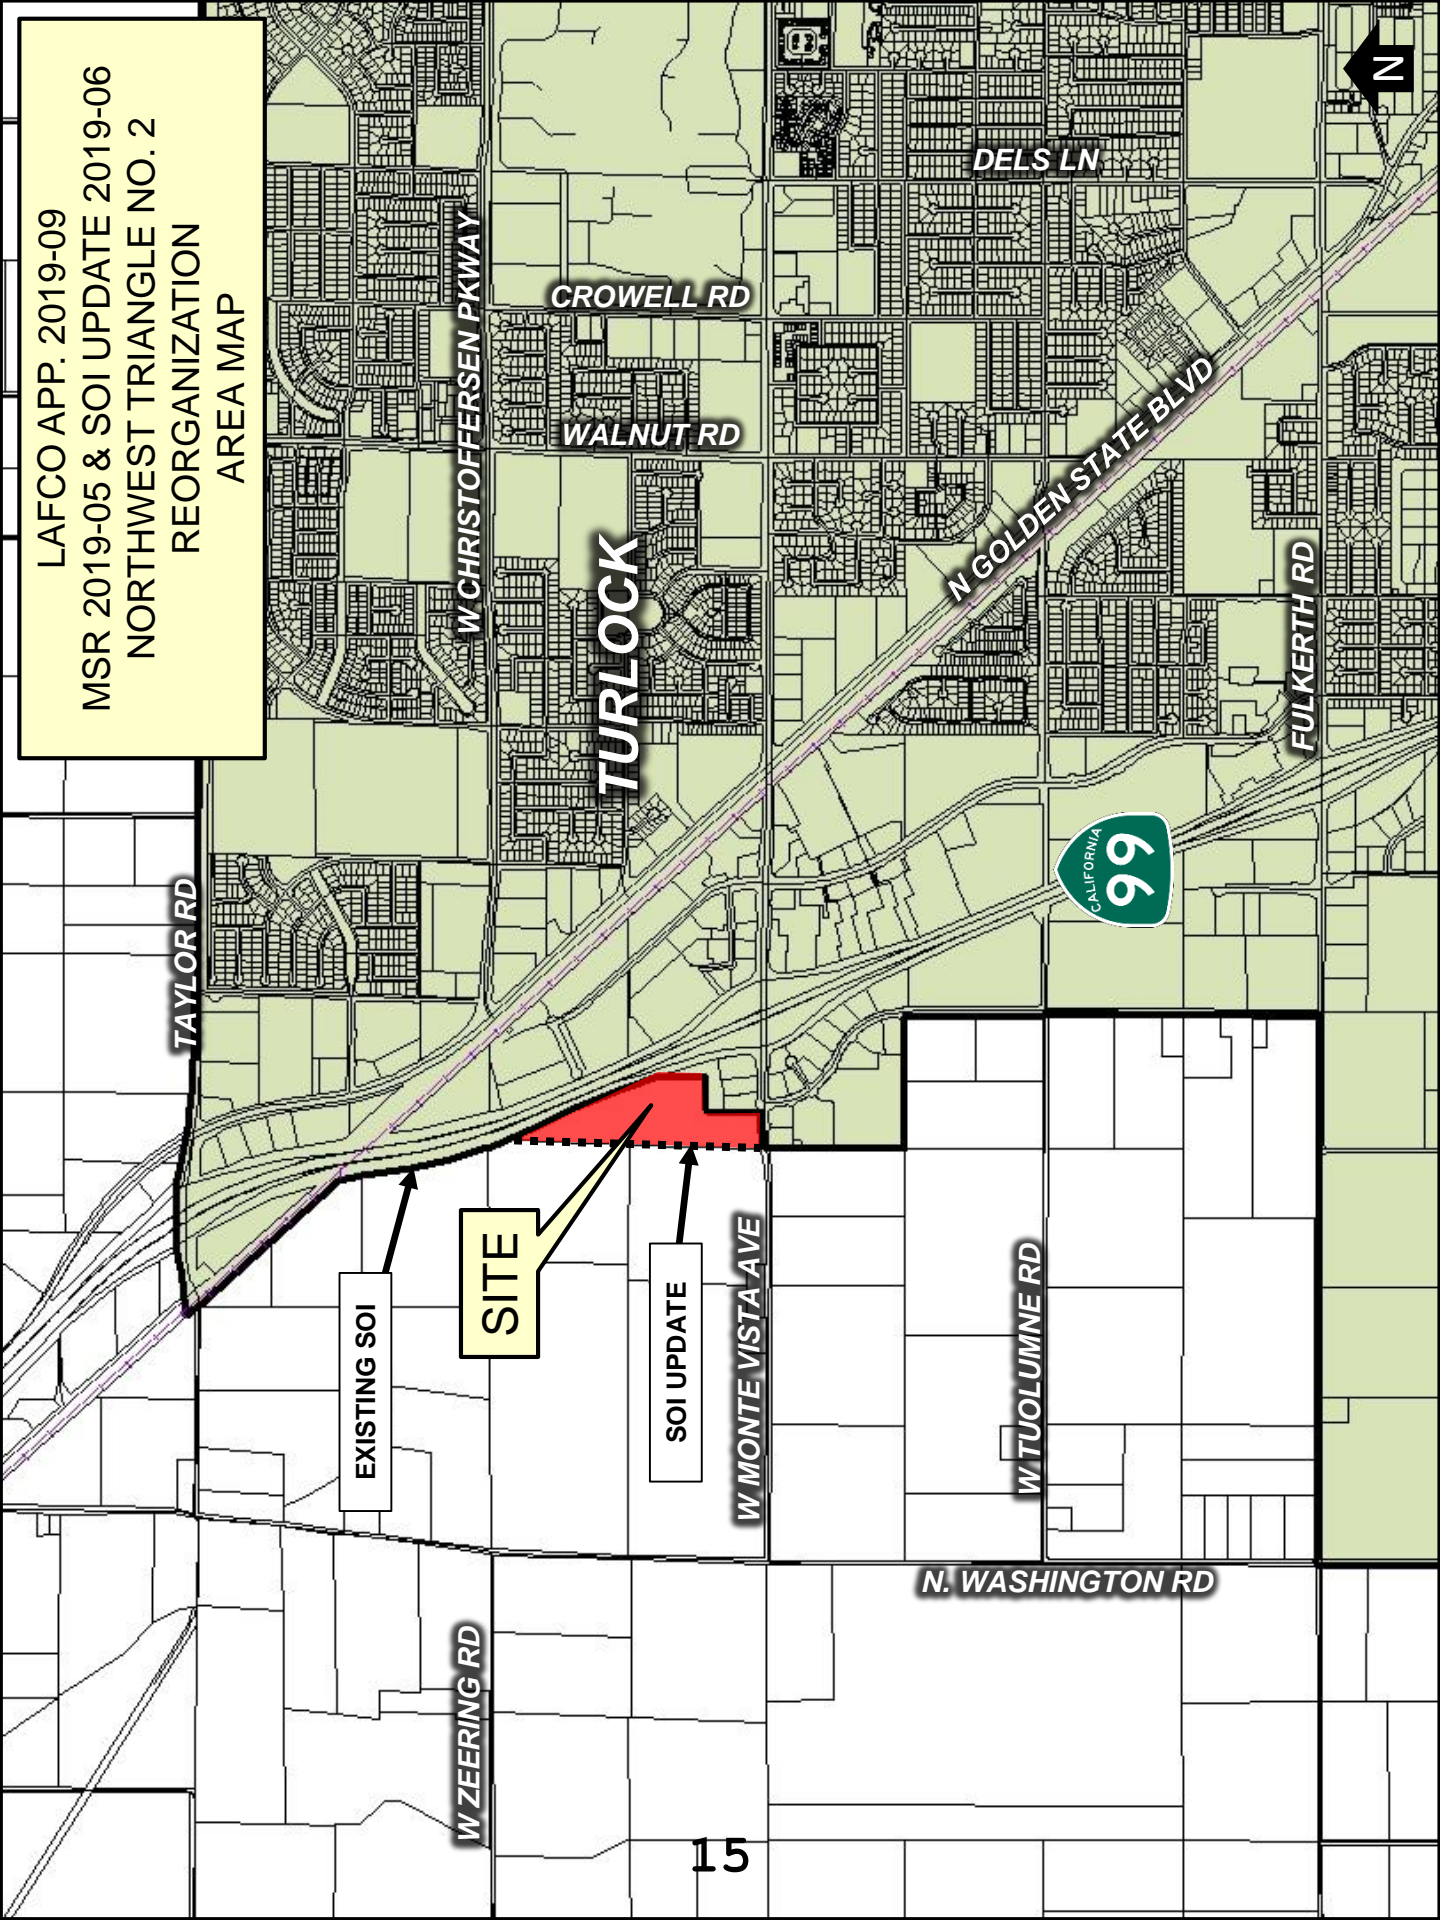 LAFCO APP. 2019-09
MSR 2019-05 & SOI UPDATE 2019-06
NORTHWEST TRIANGLE NO. 2
REORGANIZATION
AREA MAP
N
TAYLOR RD
W CHRISTOFFERSEN PKWAY
CROWELL RD
WALNUT RD
DELS LN
TURLOCK
N GOLDEN STATE BLVD
FULKERTH RD
CALIFORNIA
99
EXISTING SOI
SITE
SOI UPDATE
W MONTE VISTA AVE
W TUOLUMNE RD
N. WASHINGTON RD
W ZEERING RD
15